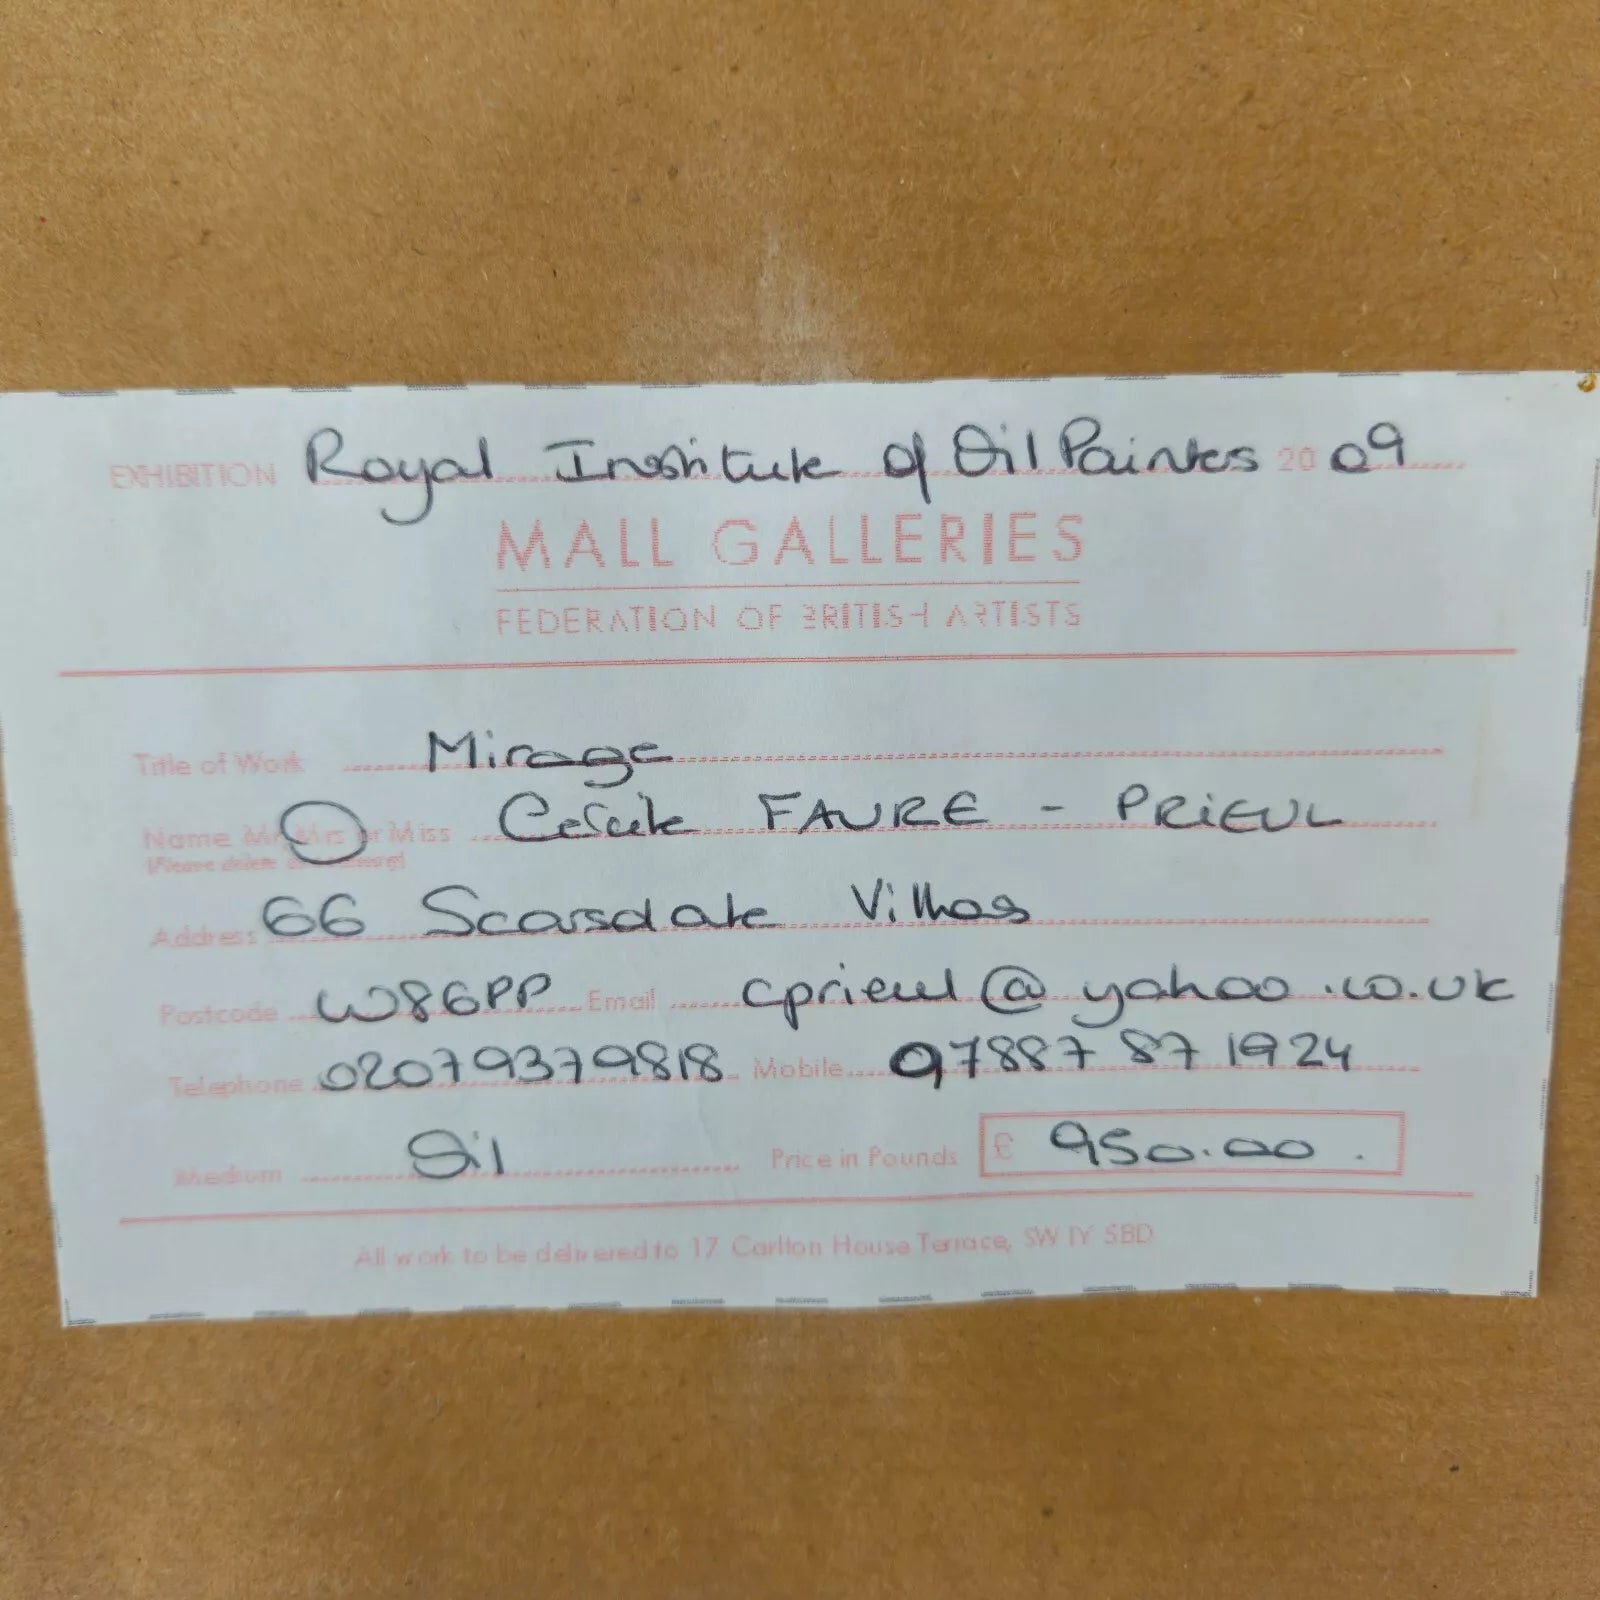 EXHIBITION Royal Institute of Oil Painters 2009
MALL GALLERIES
FEDERATION OF BRITISH ARTISTS
Title of Work Mirage
Name Mr Mrs or Miss Cecile FAURE - PRIEUL
(Please delete
Address 66 Scarsdale Villas
Postcode W86PP Email cprieul@yahoo.co.uk
Telephone 02079379818 Mobile 07887 871924
Medium Oil Price in Pounds £ 950.00.
All work to be delivered to 17 Carlton House Terrace, SW1Y 5BD